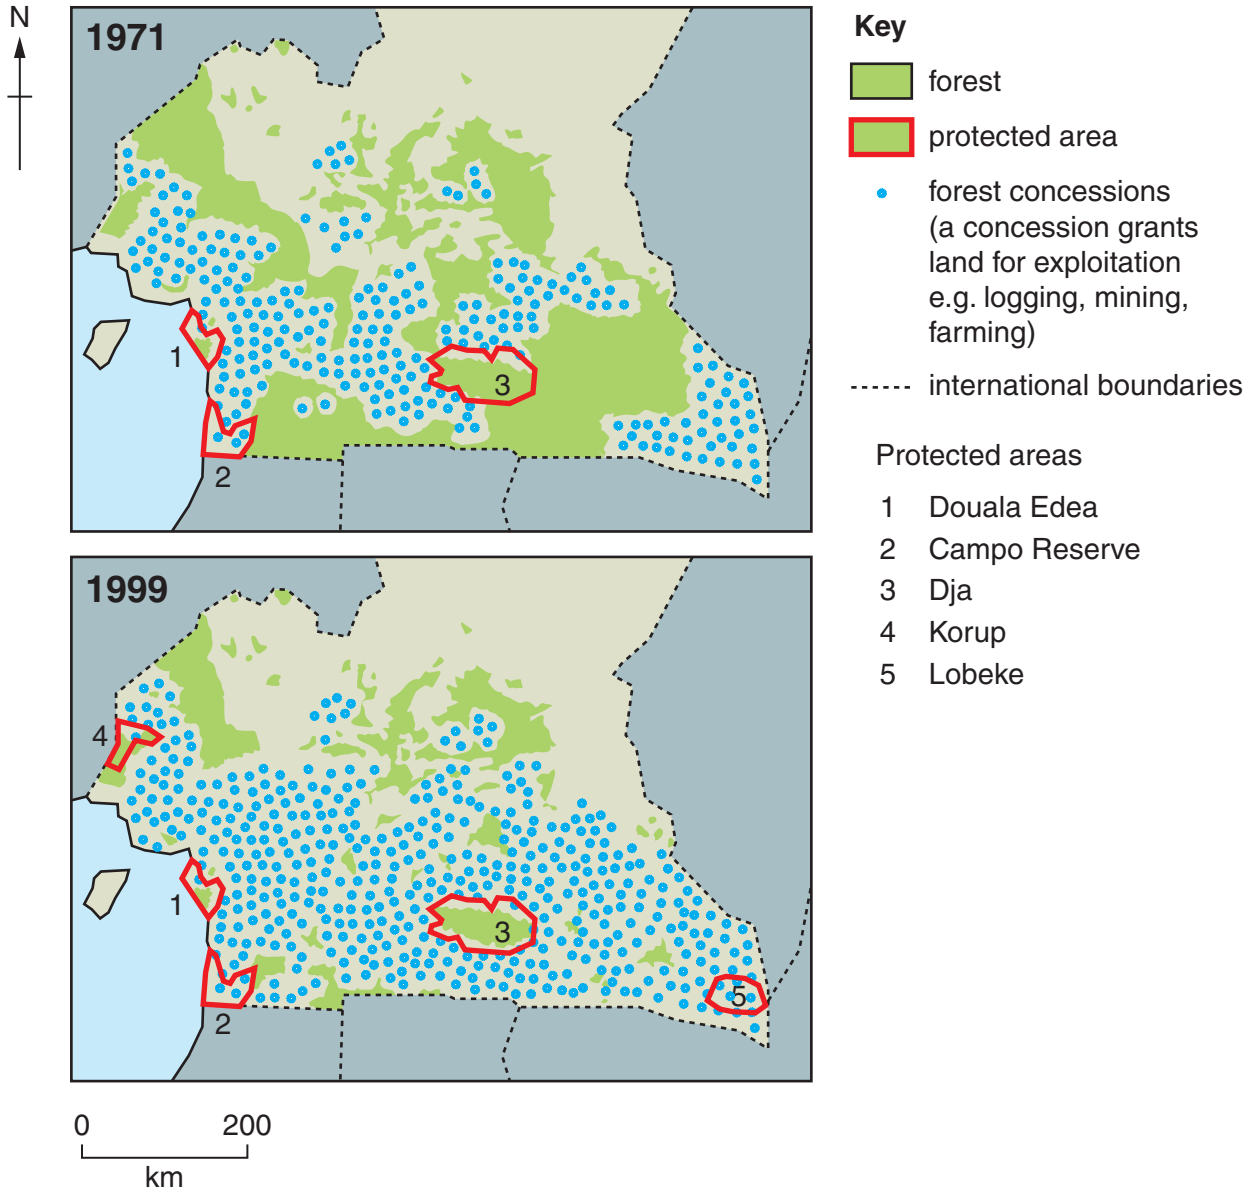 N
1971
1
2
3
1999
4
1
2
3
5
0 200
km
Key
forest
protected area
forest concessions
(a concession grants
land for exploitation
e.g. logging, mining,
farming)
international boundaries
Protected areas
1 Douala Edea
2 Campo Reserve
3 Dja
4 Korup
5 Lobeke